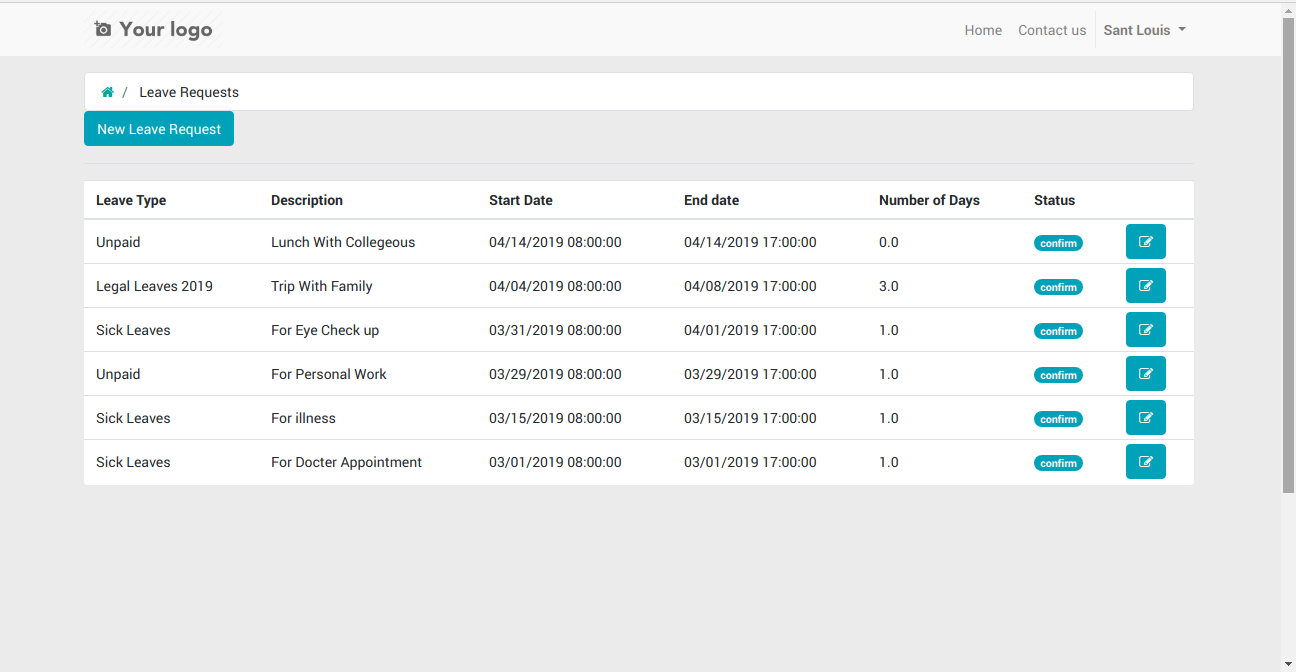 Your logo
Home Contact us Sant Louis
/ Leave Requests
New Leave Request
Leave Type Description Start Date End date Number of Days Status
Unpaid Lunch With Collegeous 04/14/2019 08:00:00 04/14/2019 17:00:00 0.0 confirm
Legal Leaves 2019 Trip With Family 04/04/2019 08:00:00 04/08/2019 17:00:00 3.0 confirm
Sick Leaves For Eye Check up 03/31/2019 08:00:00 04/01/2019 17:00:00 1.0 confirm
Unpaid For Personal Work 03/29/2019 08:00:00 03/29/2019 17:00:00 1.0 confirm
Sick Leaves For illness 03/15/2019 08:00:00 03/15/2019 17:00:00 1.0 confirm
Sick Leaves For Docter Appointment 03/01/2019 08:00:00 03/01/2019 17:00:00 1.0 confirm